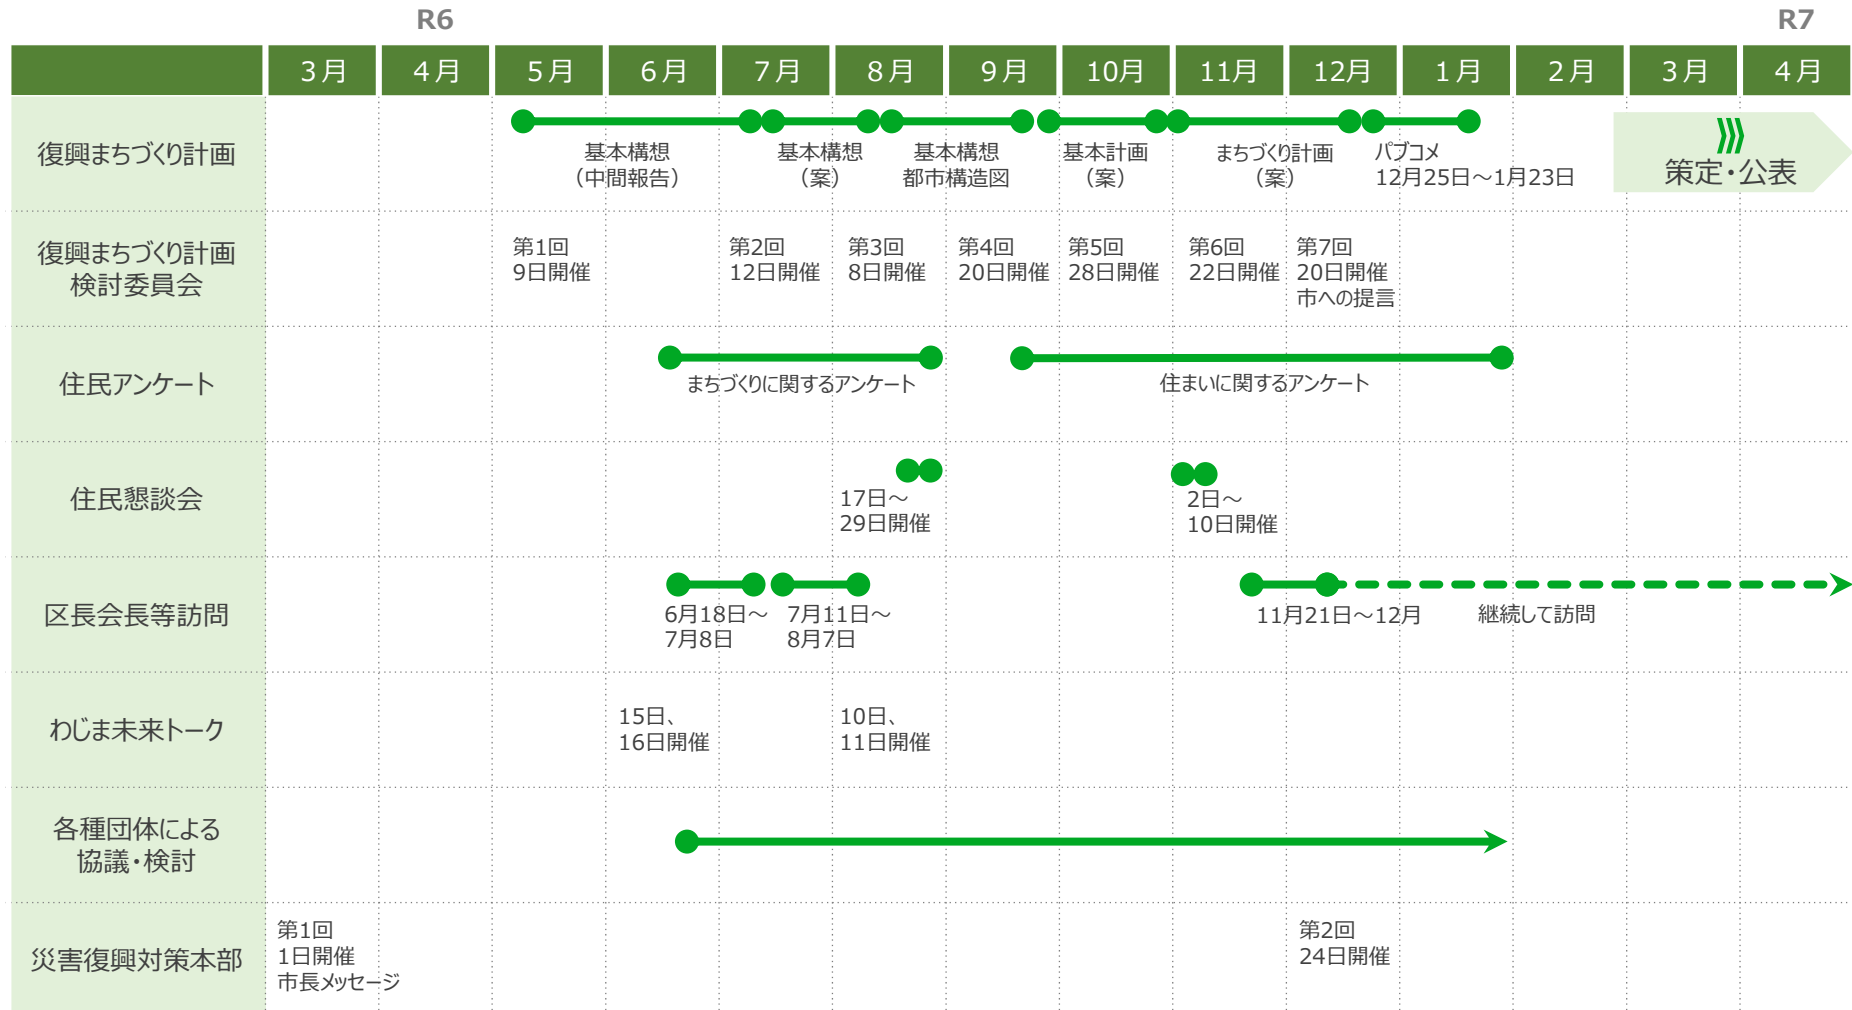 R6
R7
3月 4月 5月 6月 7月 8月 9月 10月 11月 12月 1月 2月 3月 4月
復興まちづくり計画
基本構想
（中間報告）
基本構想
（案）
基本構想
都市構造図
基本計画
（案）
まちづくり計画
（案）
パブコメ
12月25日～1月23日
策定・公表
復興まちづくり計画
検討委員会
第1回
9日開催
第2回
12日開催
第3回
8日開催
第4回
20日開催
第5回
28日開催
第6回
22日開催
第7回
20日開催
市への提言
住民アンケート
まちづくりに関するアンケート
住まいに関するアンケート
住民懇談会
17日～
29日開催
2日～
10日開催
区長会長等訪問
6月18日～
7月8日
7月11日～
8月7日
11月21日～12月
継続して訪問
わじま未来トーク
15日、
16日開催
10日、
11日開催
各種団体による
協議・検討
災害復興対策本部
第1回
1日開催
市長メッセージ
第2回
24日開催